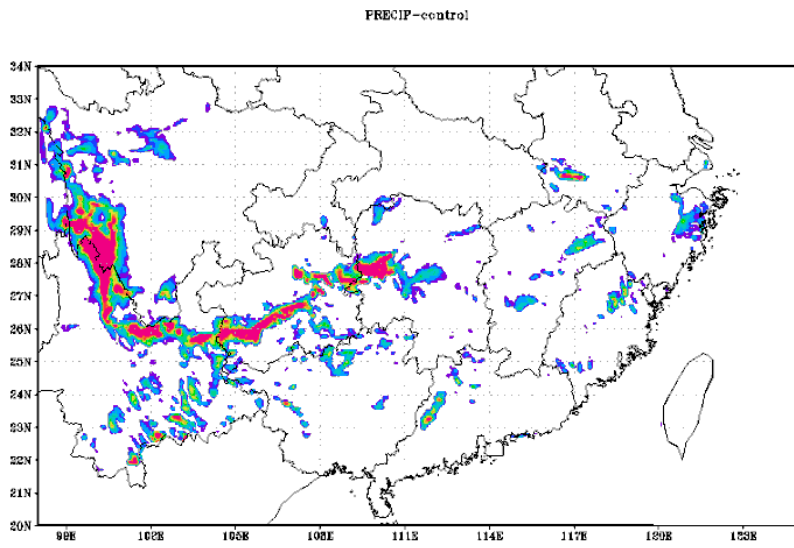 PRECIP-control
34N
33N
32N
31N
30N
29N
28N
27N
26N
25N
24N
23N
22N
21N
20N
99E 102E 105E 108E 111E 114E 117E 120E 123E